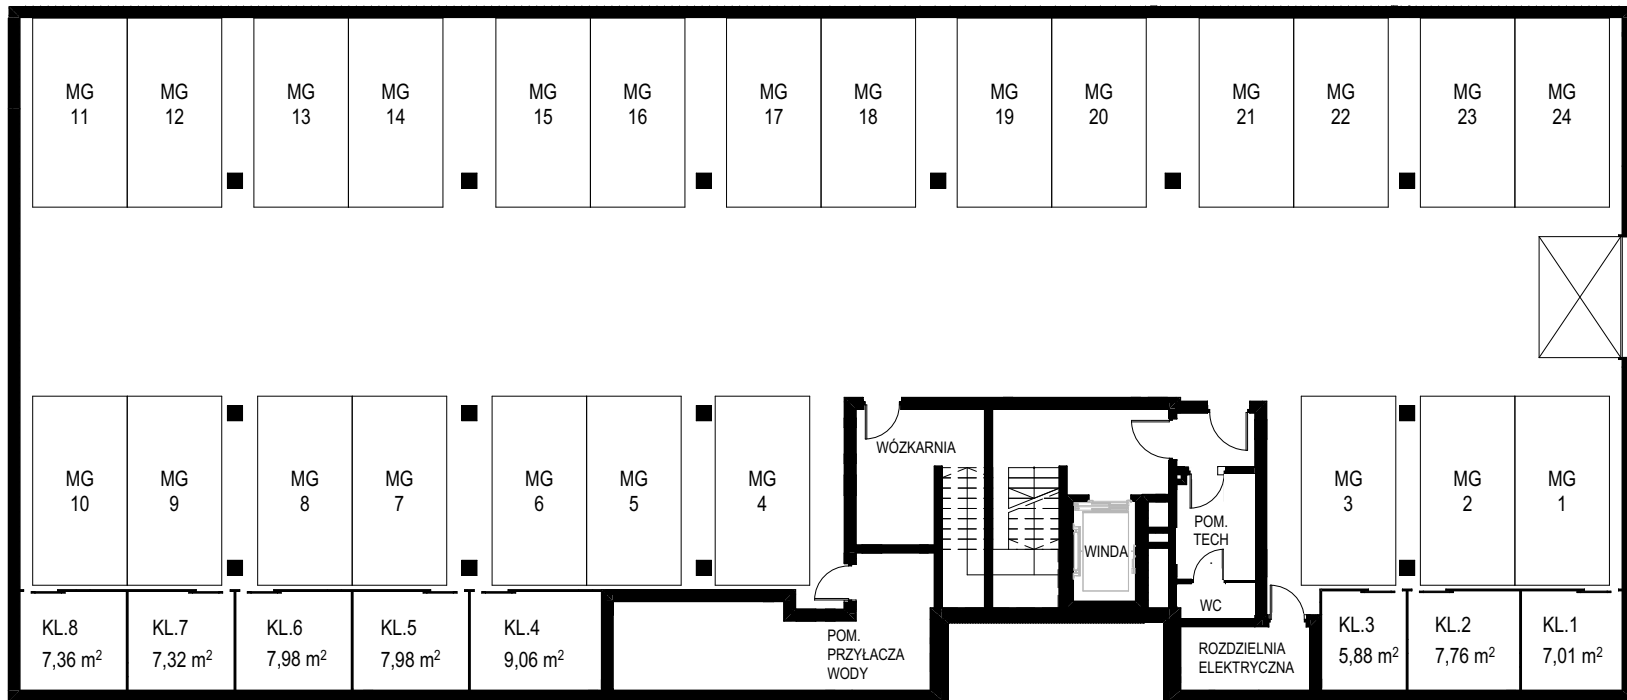 MG
11
MG
12
MG
13
MG
14
MG
15
MG
16
MG
17
MG
18
MG
19
MG
20
MG
21
MG
22
MG
23
MG
24
MG
10
MG
9
MG
8
MG
7
MG
6
MG
5
MG
4
WÓZKARNIA
WINDA
POM.
TECH
WC
MG
3
MG
2
MG
1
KL.8
7,36 m²
KL.7
7,32 m²
KL.6
7,98 m²
KL.5
7,98 m²
KL.4
9,06 m²
POM.
PRZYŁACZA
WODY
ROZDZIELNIA
ELEKTRYCZNA
KL.3
5,88 m²
KL.2
7,76 m²
KL.1
7,01 m²